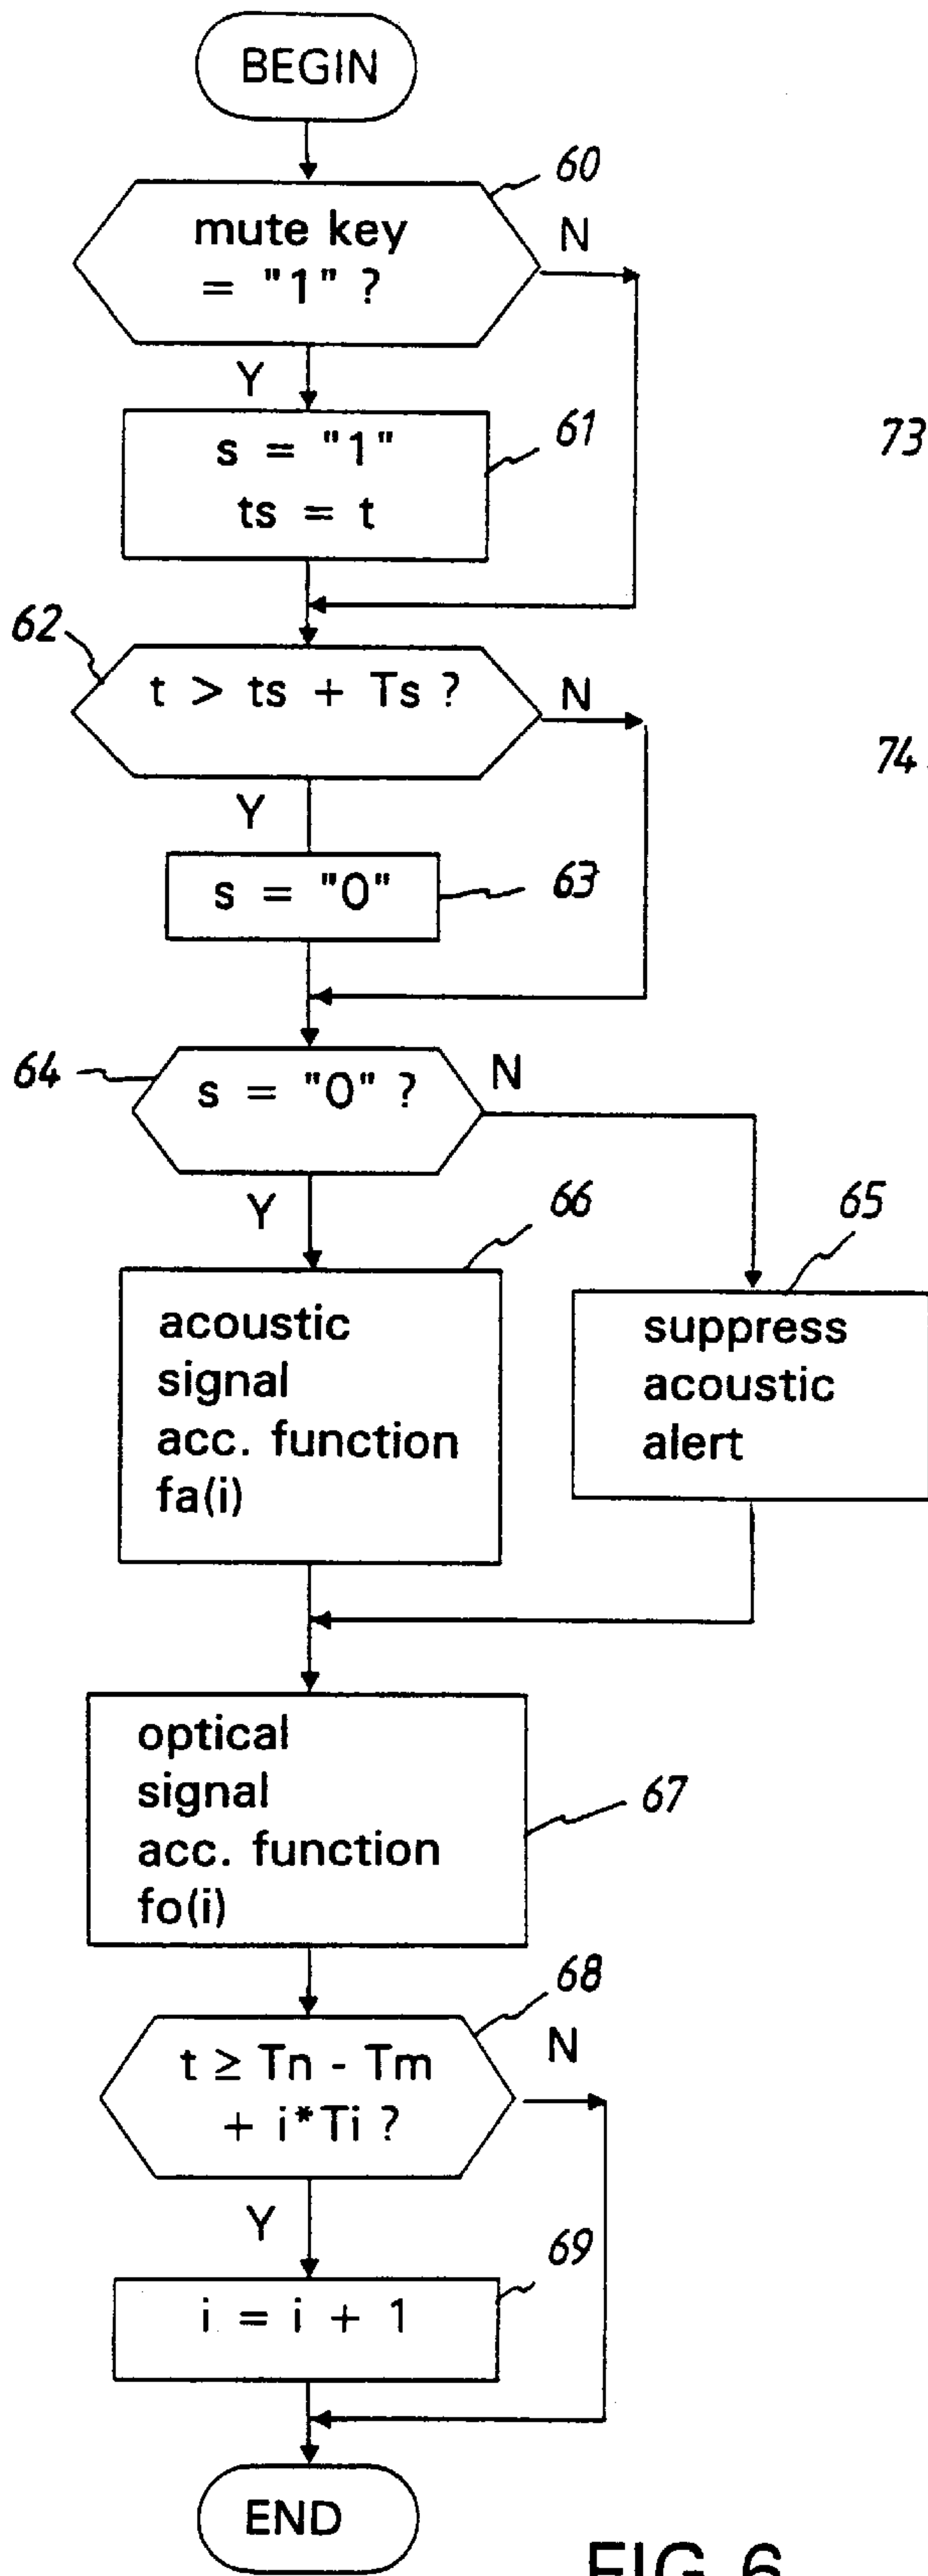 BEGIN
60
mute key
= "1" ?
N
Y
s = "1"
ts = t
61
73
62
t > ts + Ts ?
N
74
Y
s = "0"
63
64
s = "0" ?
N
Y
66
65
acoustic
signal
acc. function
fa(i)
suppress
acoustic
alert
optical
signal
acc. function
fo(i)
67
68
t ≥ Tn - Tm
+ i*Ti ?
N
Y
69
i = i + 1
END
FIG 6